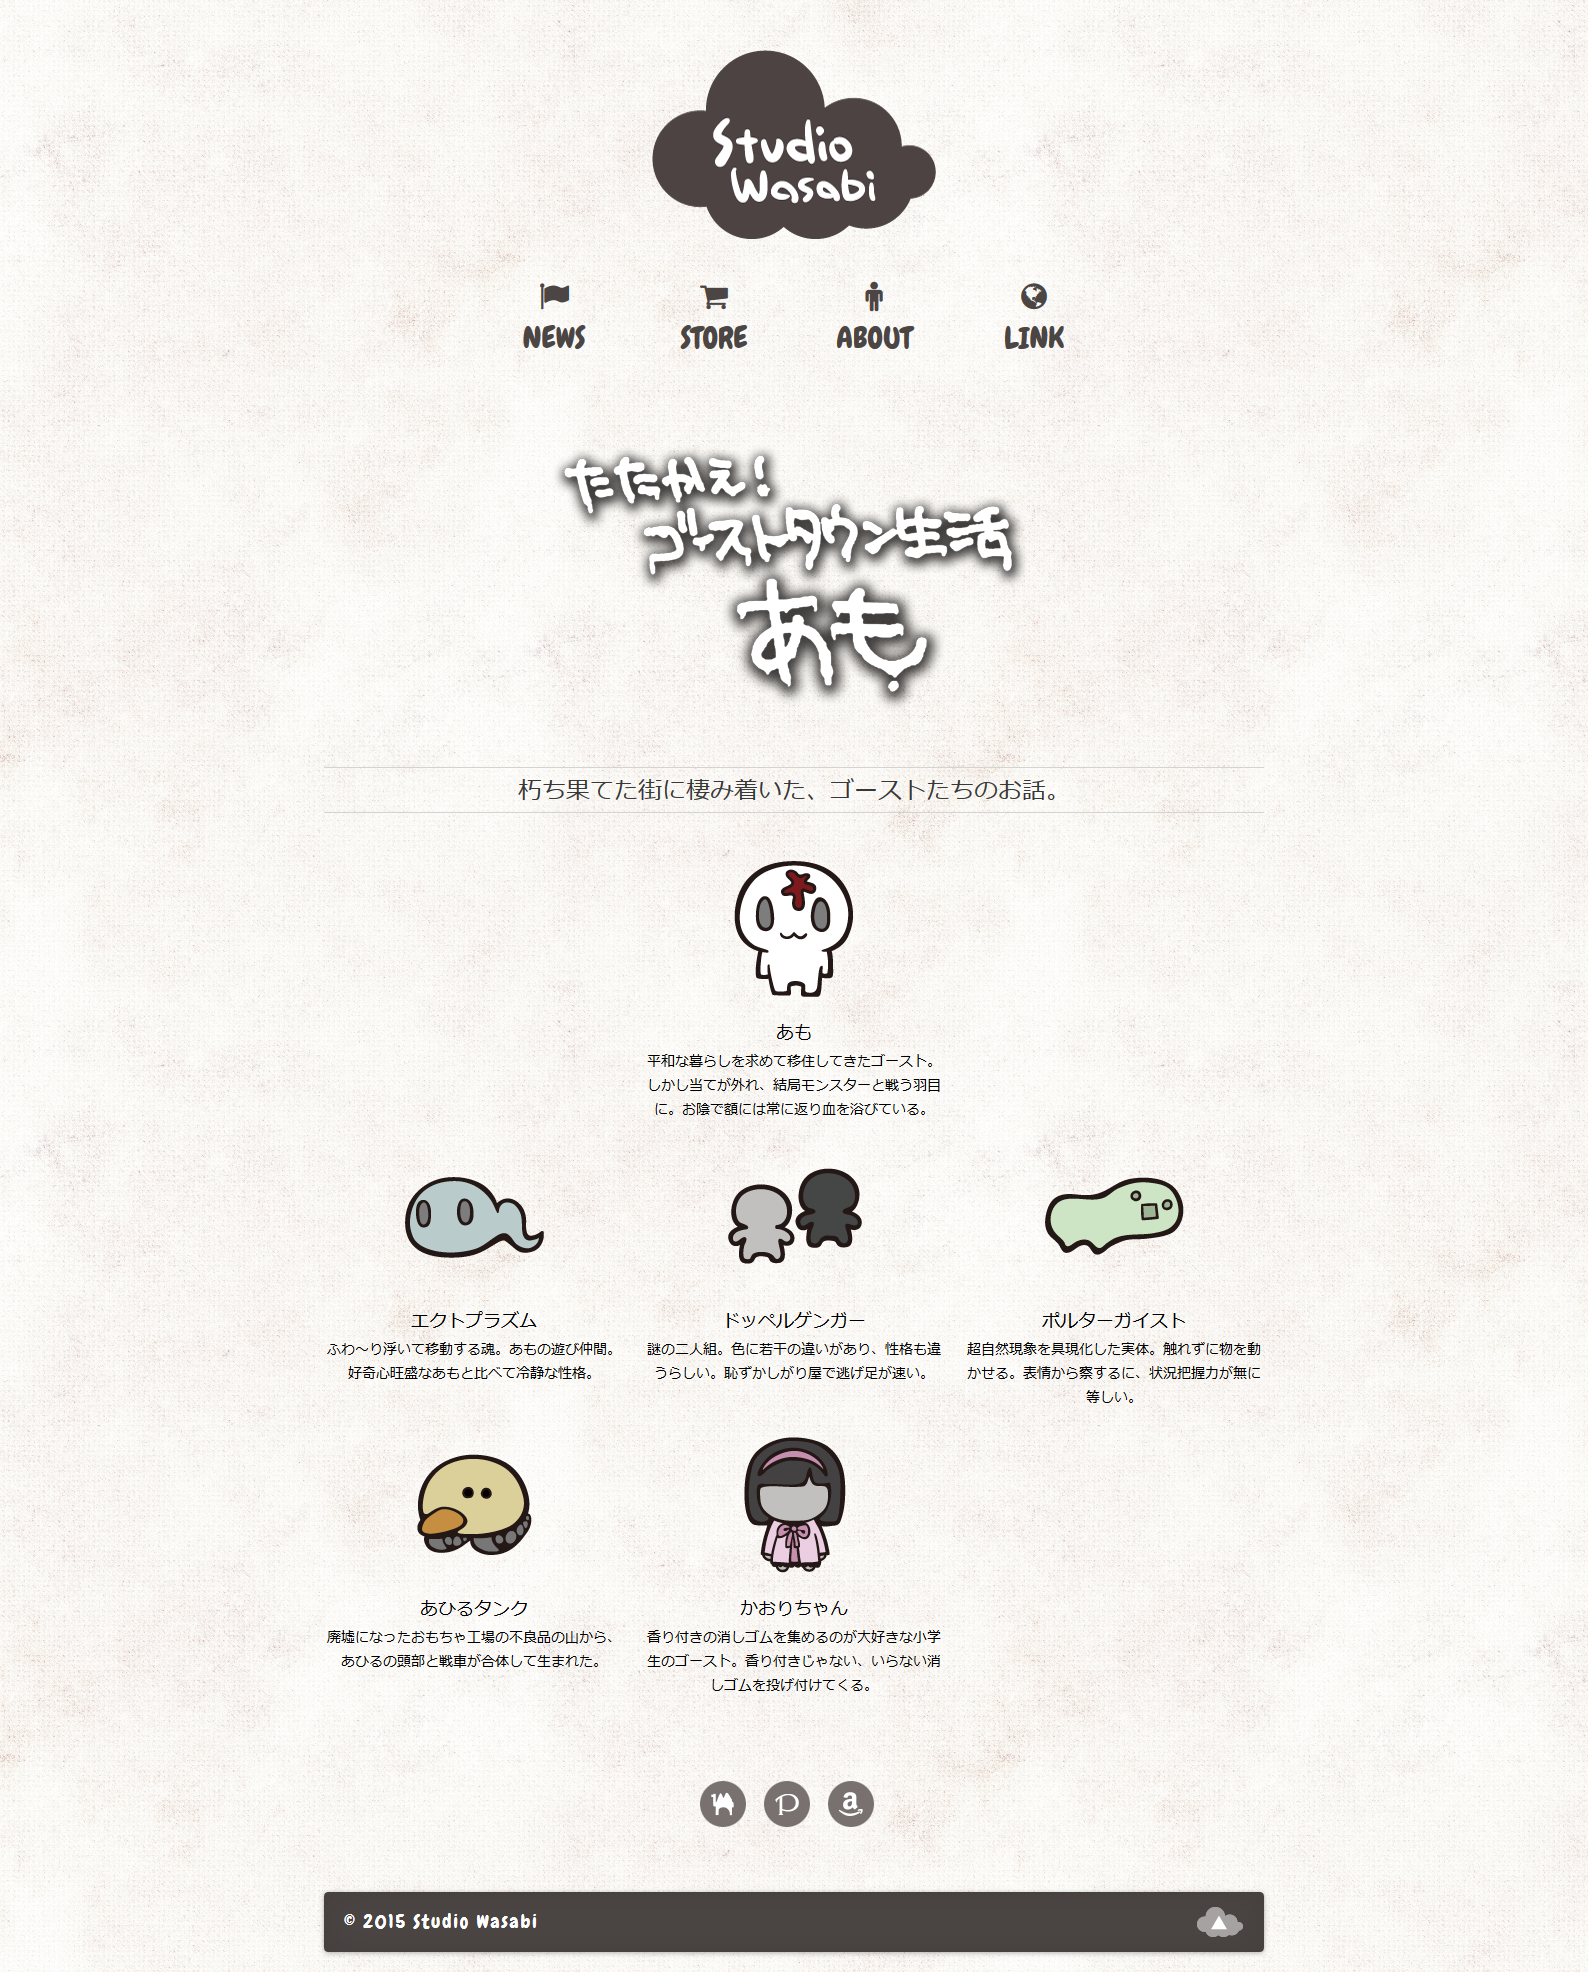 Studio
Wasabi
NEWS
STORE
ABOUT
LINK
たたかえ!
ゴーストタウン生活
あも
朽ち果てた街に棲み着いた、ゴーストたちのお話。
あも
平和な暮らしを求めて移住してきたゴースト。
しかし当てが外れ、結局モンスターと戦う羽目
に。お陰で額には常に返り血を浴びている。
エクトプラズム
ふわ〜り浮いて移動する魂。あもの遊び仲間。
好奇心旺盛なあもと比べて冷静な性格。
ドッペルゲンガー
謎の二人組。色に若干の違いがあり、性格も違
うらしい。恥ずかしがり屋で逃げ足が速い。
ポルターガイスト
超自然現象を具現化した実体。触れずに物を動
かせる。表情から察するに、状況把握力が無に
等しい。
あひるタンク
廃墟になったおもちゃ工場の不良品の山から、
あひるの頭部と戦車が合体して生まれた。
かおりちゃん
香り付きの消しゴムを集めるのが大好きな小学
生のゴースト。香り付きじゃない、いらない消
しゴムを投げ付けてくる。
P
a
© 2015 Studio Wasabi